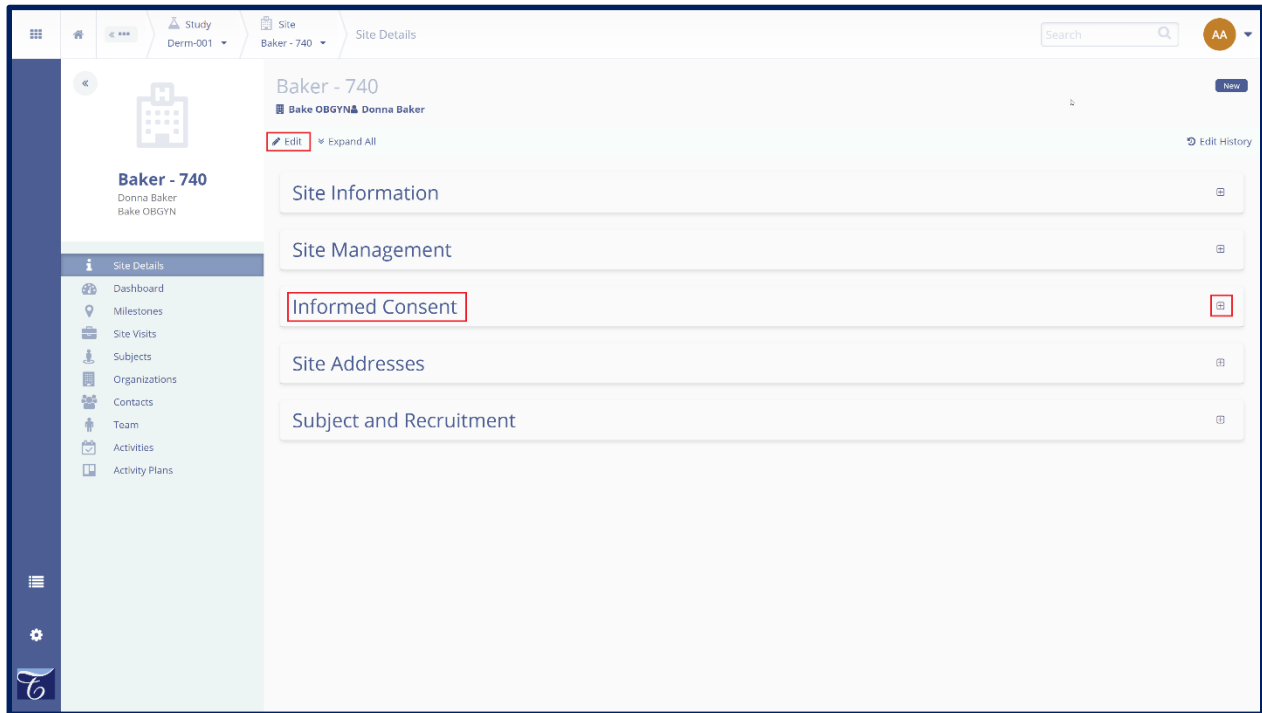 Study
Derm-001
Site
Baker - 740
Site Details
Search
AA
Baker - 740
Donna Baker
Bake OBGYN
Site Details
Dashboard
Milestones
Site Visits
Subjects
Organizations
Contacts
Team
Activities
Activity Plans
Baker - 740
New
Bake OBGYN Donna Baker
Edit Expand All
Edit History
Site Information
Site Management
Informed Consent
Site Addresses
Subject and Recruitment